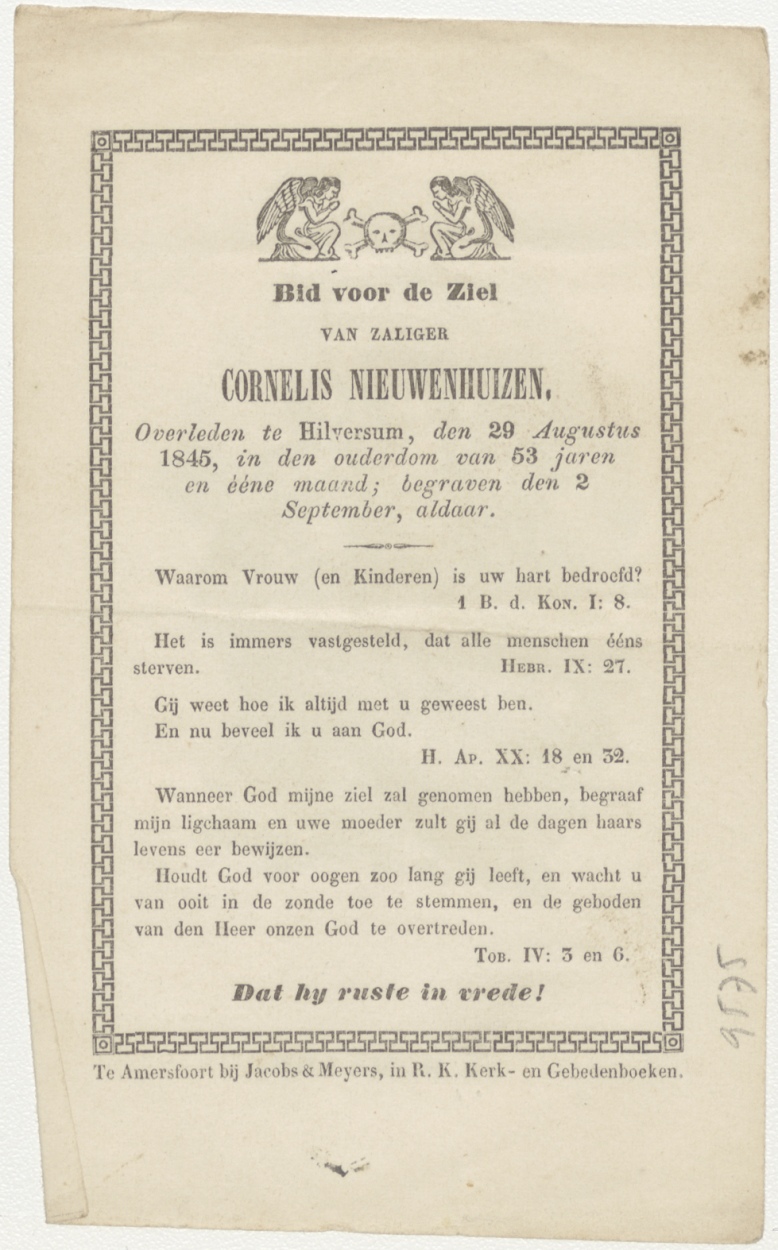 Bid voor de Ziel
VAN ZALIGER
CORNELIS NIEUWENHUIZEN,
Overleden te Hilversum, den 29 Augustus
1845, in den ouderdom van 53 jaren
en ééne maand; begraven den 2
September, aldaar.
Waarom Vrouw (en Kinderen) is uw hart bedroefd?
1 B. d. KON. I: 8.
Het is immers vastgesteld, dat alle menschen ééns
sterven. HEBR. IX: 27.
Gij weet hoe ik altijd met u geweest ben.
En nu beveel ik u aan God.
H. AP. XX: 18 en 32.
Wanneer God mijne ziel zal genomen hebben, begraaf
mijn ligchaam en uwe moeder zult gij al de dagen haars
levens eer bewijzen.
Houdt God voor oogen zoo lang gij leeft, en wacht u
van ooit in de zonde toe te stemmen, en de geboden
van den Heer onzen God te overtreden.
TOB. IV: 3 en 6.
Dat hy ruste in vrede!
Te Amersfoort bij Jacobs & Meyers, in R. K. Kerk- en Gebedenboeken.
9575